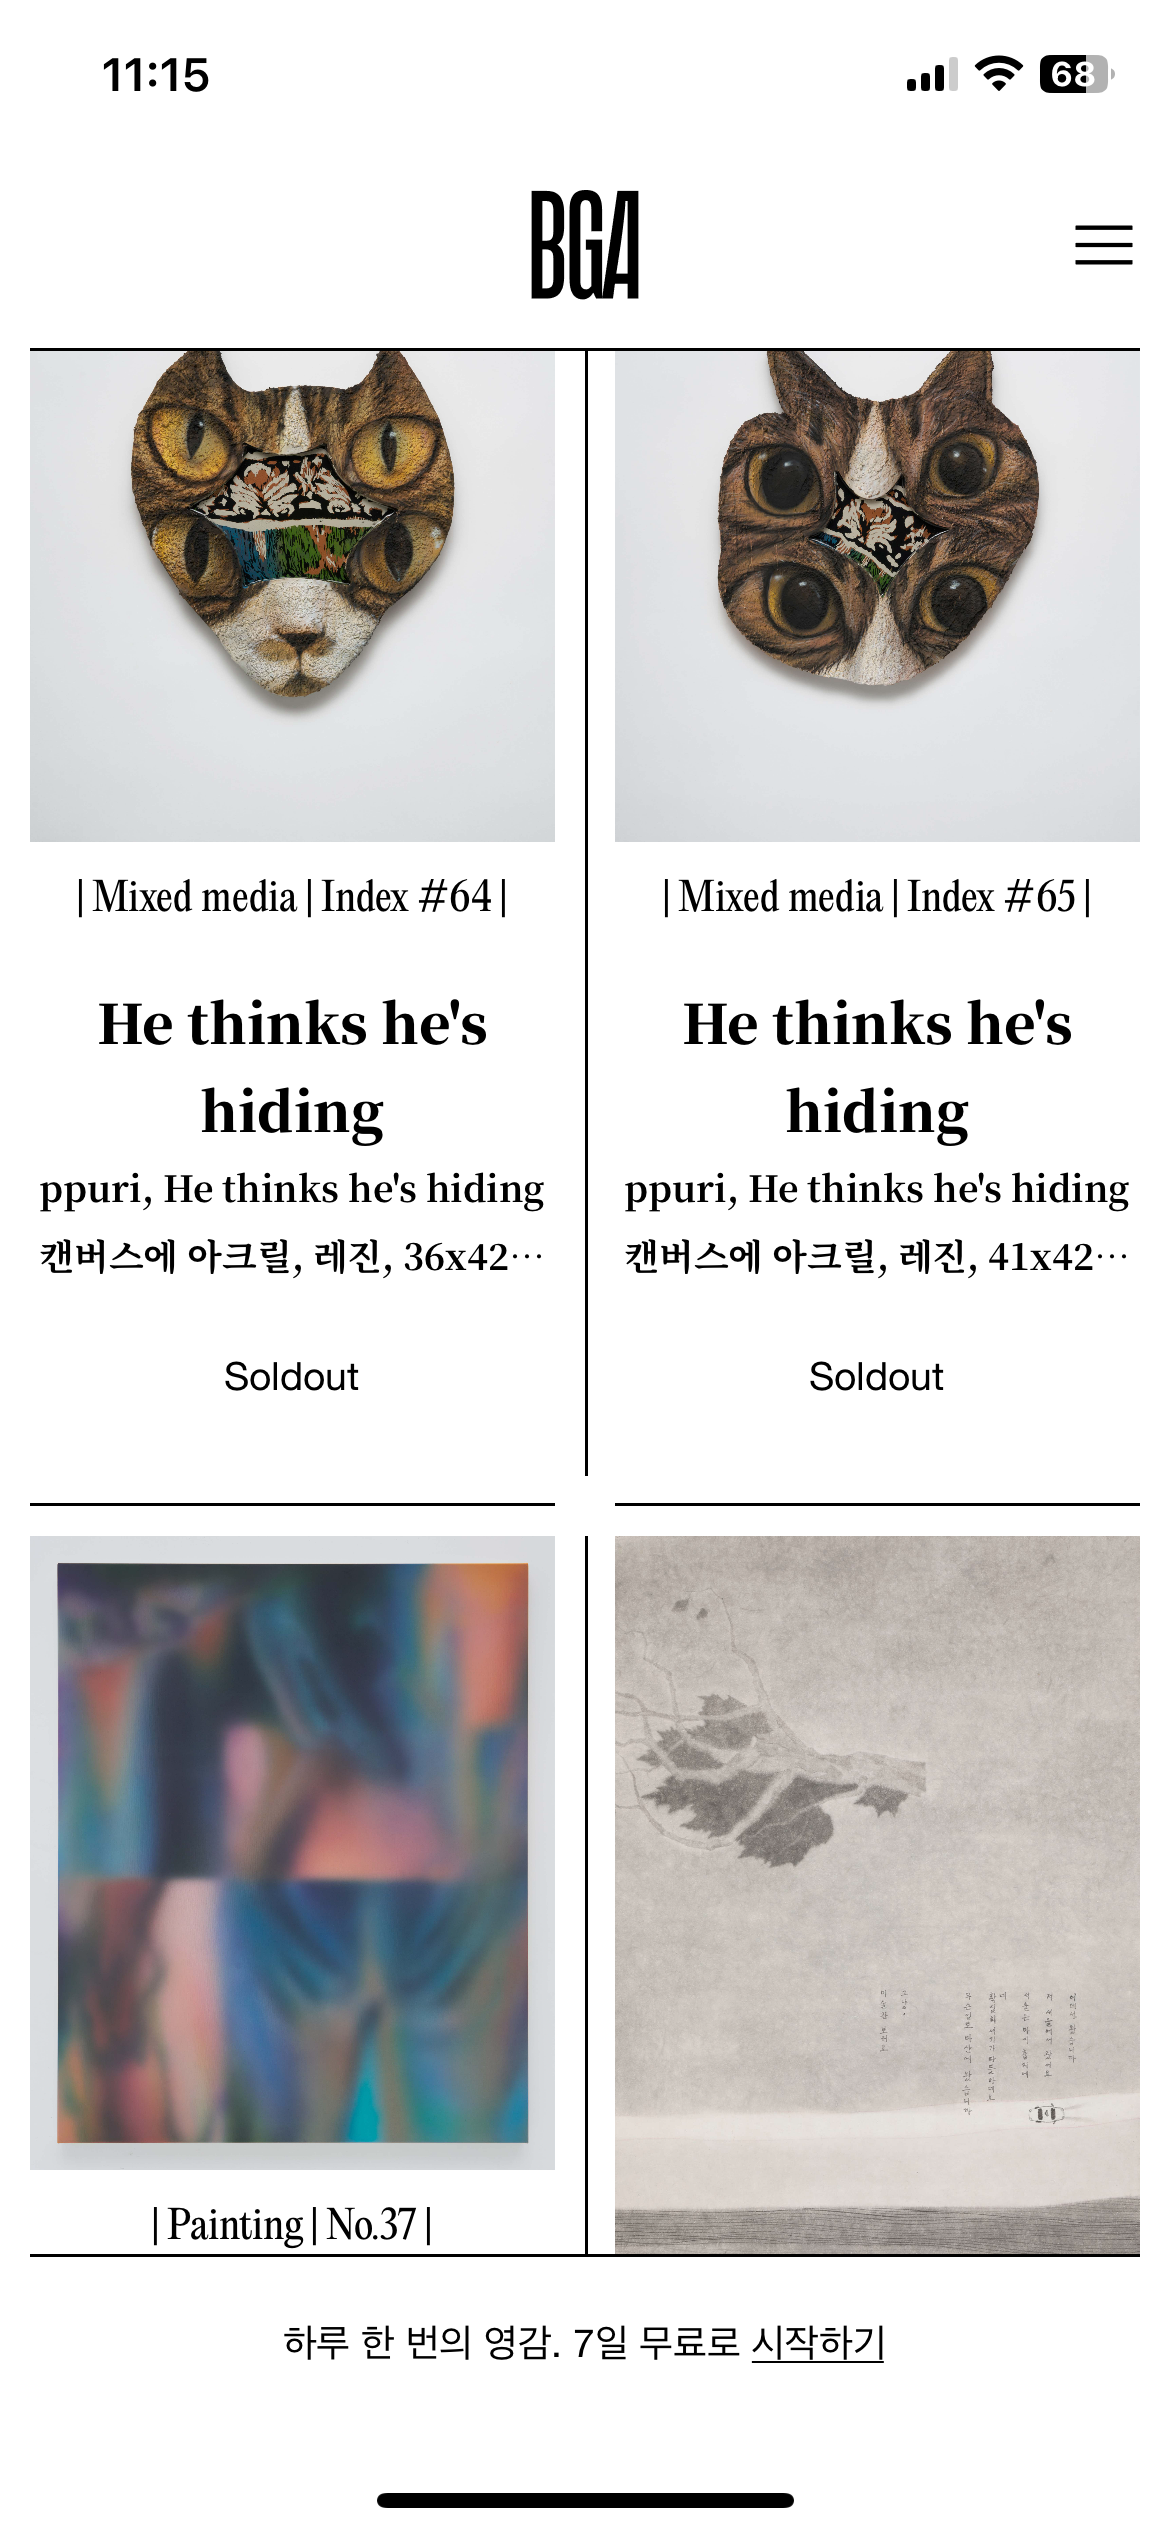 11:15
68
BGA
| Mixed media | Index #64 |
He thinks he's
hiding
ppuri, He thinks he's hiding
캔버스에 아크릴, 레진, 36x42···
Soldout
| Mixed media | Index #65 |
He thinks he's
hiding
ppuri, He thinks he's hiding
캔버스에 아크릴, 레진, 41x42···
Soldout
| Painting | No.37 |
하루 한 번의 영감. 7일 무료로 시작하기